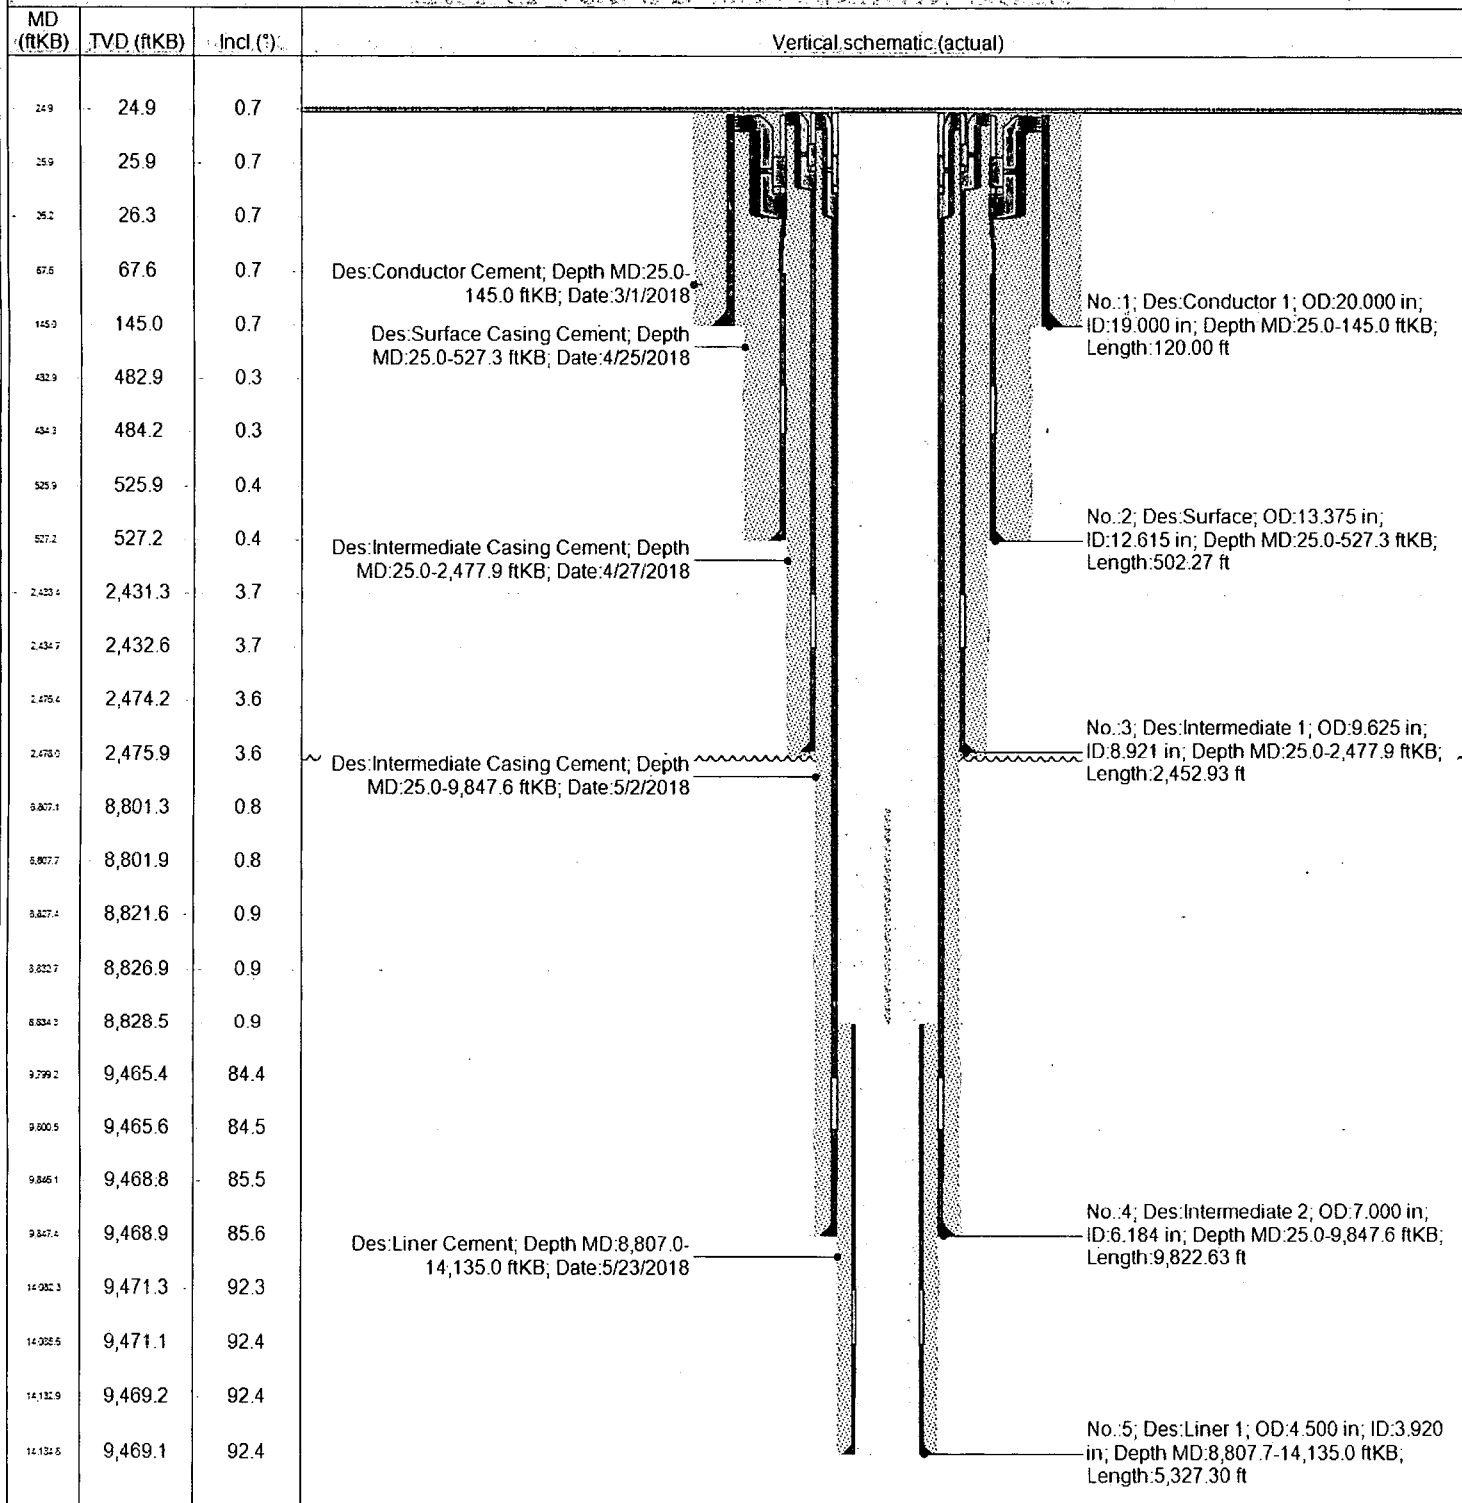 MD (ftKB)
TVD (ftKB)
Incl (°)
Vertical schematic (actual)
24.9 24.9 0.7
25.9 25.9 0.7
26.3 0.7
67.6 67.6 0.7
145.0 0.7
482.9 0.3
484.2 0.3
525.9 525.9 0.4
527.2 527.2 0.4
2,431.3 3.7
2,432.6 3.7
2,474.2 3.6
2,475.9 3.6
8,801.3 0.8
8,801.9 0.8
8,821.6 0.9
8,826.9 0.9
8,828.5 0.9
9,465.4 84.4
9,465.6 84.5
9,468.8 85.5
9,468.9 85.6
9,471.3 92.3
9,471.1 92.4
9,469.2 92.4
9,469.1 92.4
Des:Conductor Cement; Depth MD:25.0-
145.0 ftKB; Date:3/1/2018
Des:Surface Casing Cement; Depth
MD:25.0-527.3 ftKB; Date:4/25/2018
Des:Intermediate Casing Cement; Depth
MD:25.0-2,477.9 ftKB; Date:4/27/2018
Des:Intermediate Casing Cement; Depth
MD:25.0-9,847.6 ftKB; Date:5/2/2018
Des:Liner Cement; Depth MD:8,807.0-
14,135.0 ftKB; Date:5/23/2018
No.:1; Des:Conductor 1; OD:20.000 in;
ID:19.000 in; Depth MD:25.0-145.0 ftKB;
Length:120.00 ft
No.:2; Des:Surface; OD:13.375 in;
ID:12.615 in; Depth MD:25.0-527.3 ftKB;
Length:502.27 ft
No.:3; Des:Intermediate 1; OD:9.625 in;
ID:8.921 in; Depth MD:25.0-2,477.9 ftKB;
Length:2,452.93 ft
No.:4; Des:Intermediate 2; OD:7.000 in;
ID:6.184 in; Depth MD:25.0-9,847.6 ftKB;
Length:9,822.63 ft
No.:5; Des:Liner 1; OD:4.500 in; ID:3.920
in; Depth MD:8,807.7-14,135.0 ftKB;
Length:5,327.30 ft